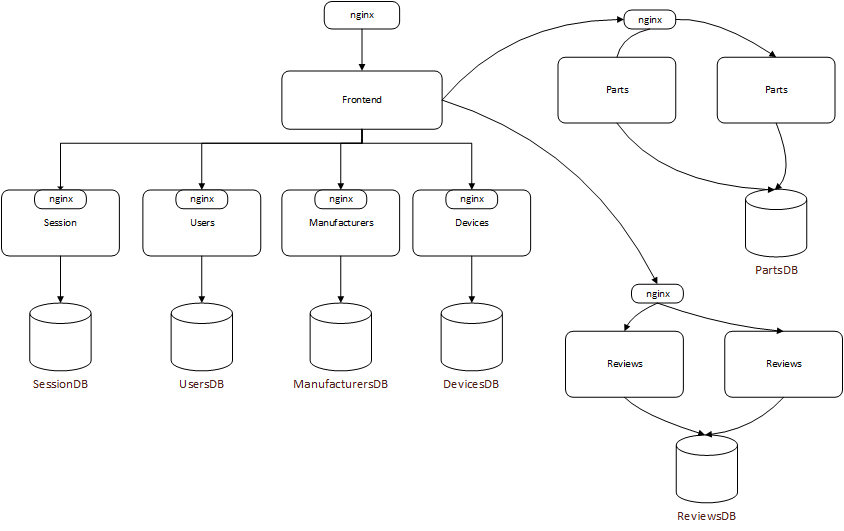 nginx
nginx
Frontend
Parts
Parts
nginx
nginx
nginx
nginx
Session
Users
Manufacturers
Devices
PartsDB
nginx
Reviews
Reviews
SessionDB
UsersDB
ManufacturersDB
DevicesDB
ReviewsDB